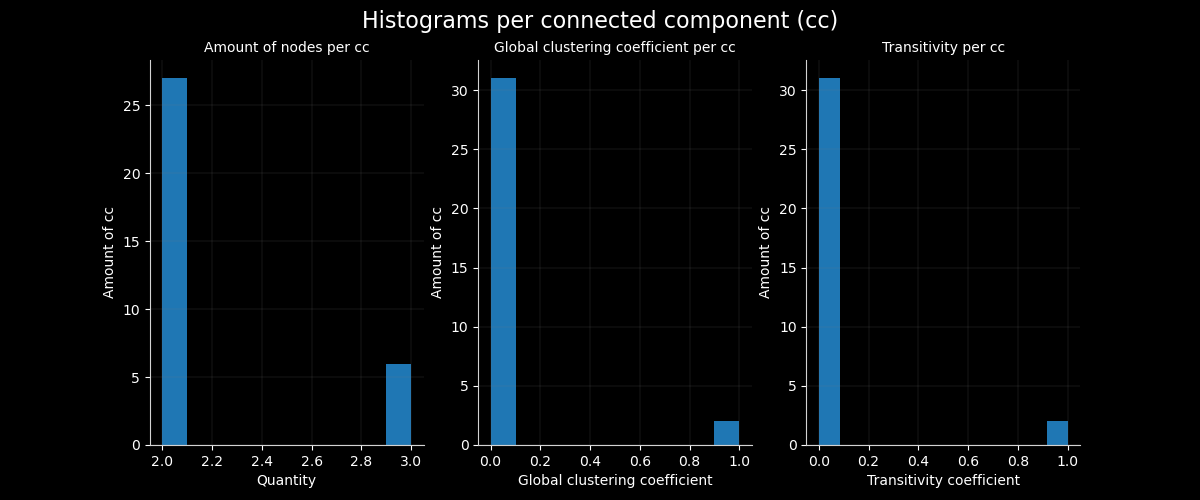 Histograms per connected component (cc)
Amount of nodes per cc
Amount of cc
0
5
10
15
20
25
2.0 2.2 2.4 2.6 2.8 3.0
Quantity
Global clustering coefficient per cc
Amount of cc
0
5
10
15
20
25
30
0.0 0.2 0.4 0.6 0.8 1.0
Global clustering coefficient
Transitivity per cc
Amount of cc
0
5
10
15
20
25
30
0.0 0.2 0.4 0.6 0.8 1.0
Transitivity coefficient